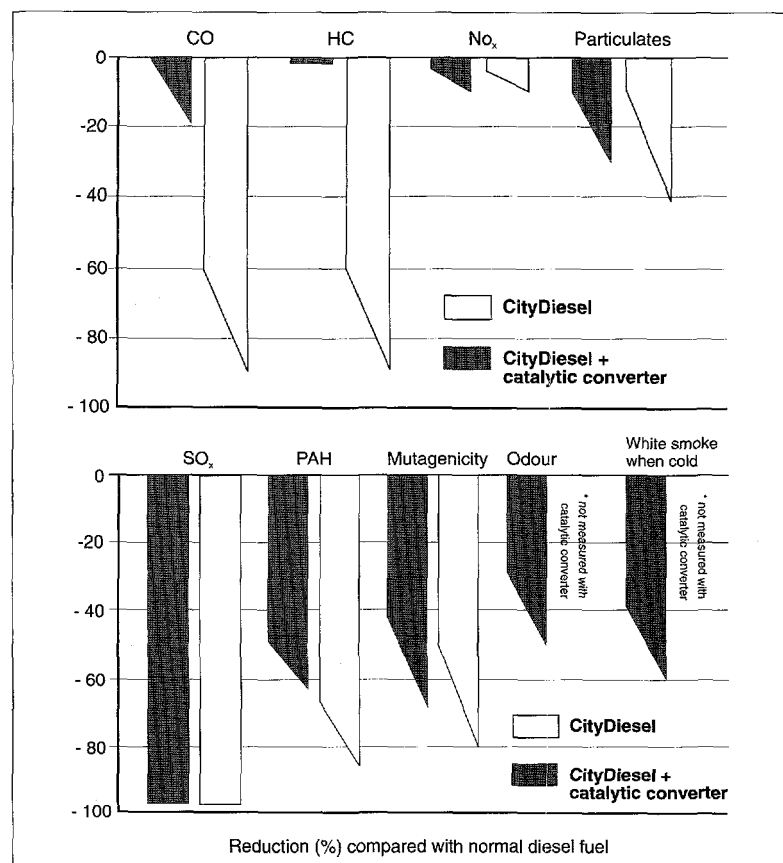 CO HC Noₓ Particulates
0
-20
-40
-60
-80
-100
CityDiesel
CityDiesel +
catalytic converter
SOₓ PAH Mutagenicity Odour White smoke
when cold
0
-20
-40
-60
-80
-100
* not measured with
catalytic converter
* not measured with
catalytic converter
CityDiesel
CityDiesel +
catalytic converter
Reduction (%) compared with normal diesel fuel